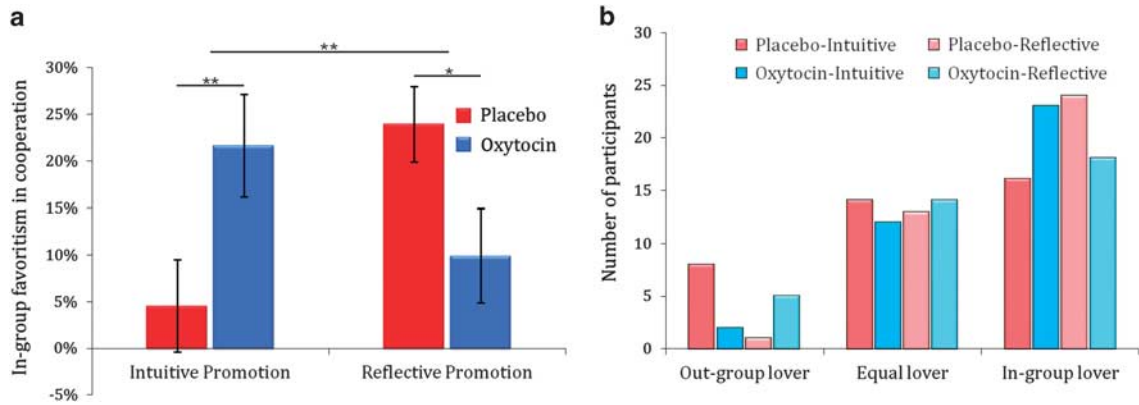 a
In-group favoritism in cooperation
30%
25%
20%
15%
10%
5%
0%
-5%
**
**
*
Placebo
Oxytocin
Intuitive Promotion
Reflective Promotion
b
Number of participants
30
25
20
15
10
5
0
Placebo-Intuitive
Placebo-Reflective
Oxytocin-Intuitive
Oxytocin-Reflective
Out-group lover
Equal lover
In-group lover